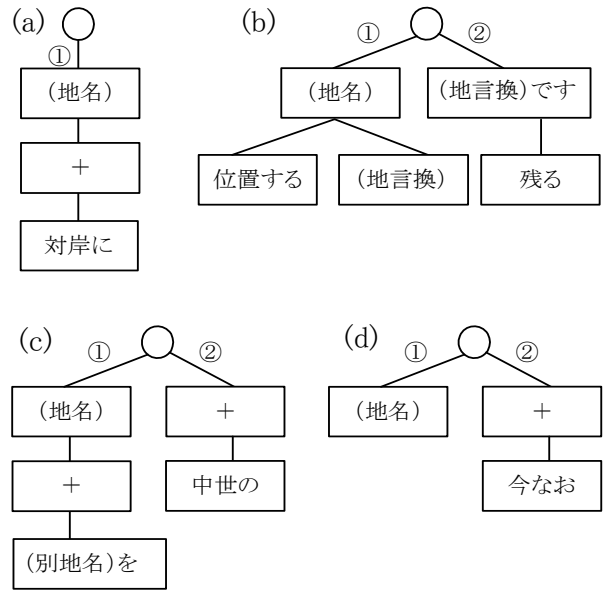 (a)
①
(地名)
+
対岸に
(b)
① ②
(地名) (地言換)です
位置する (地言換) 残る
(c)
① ②
(地名) +
+ 中世の
(別地名)を
(d)
① ②
(地名) +
今なお